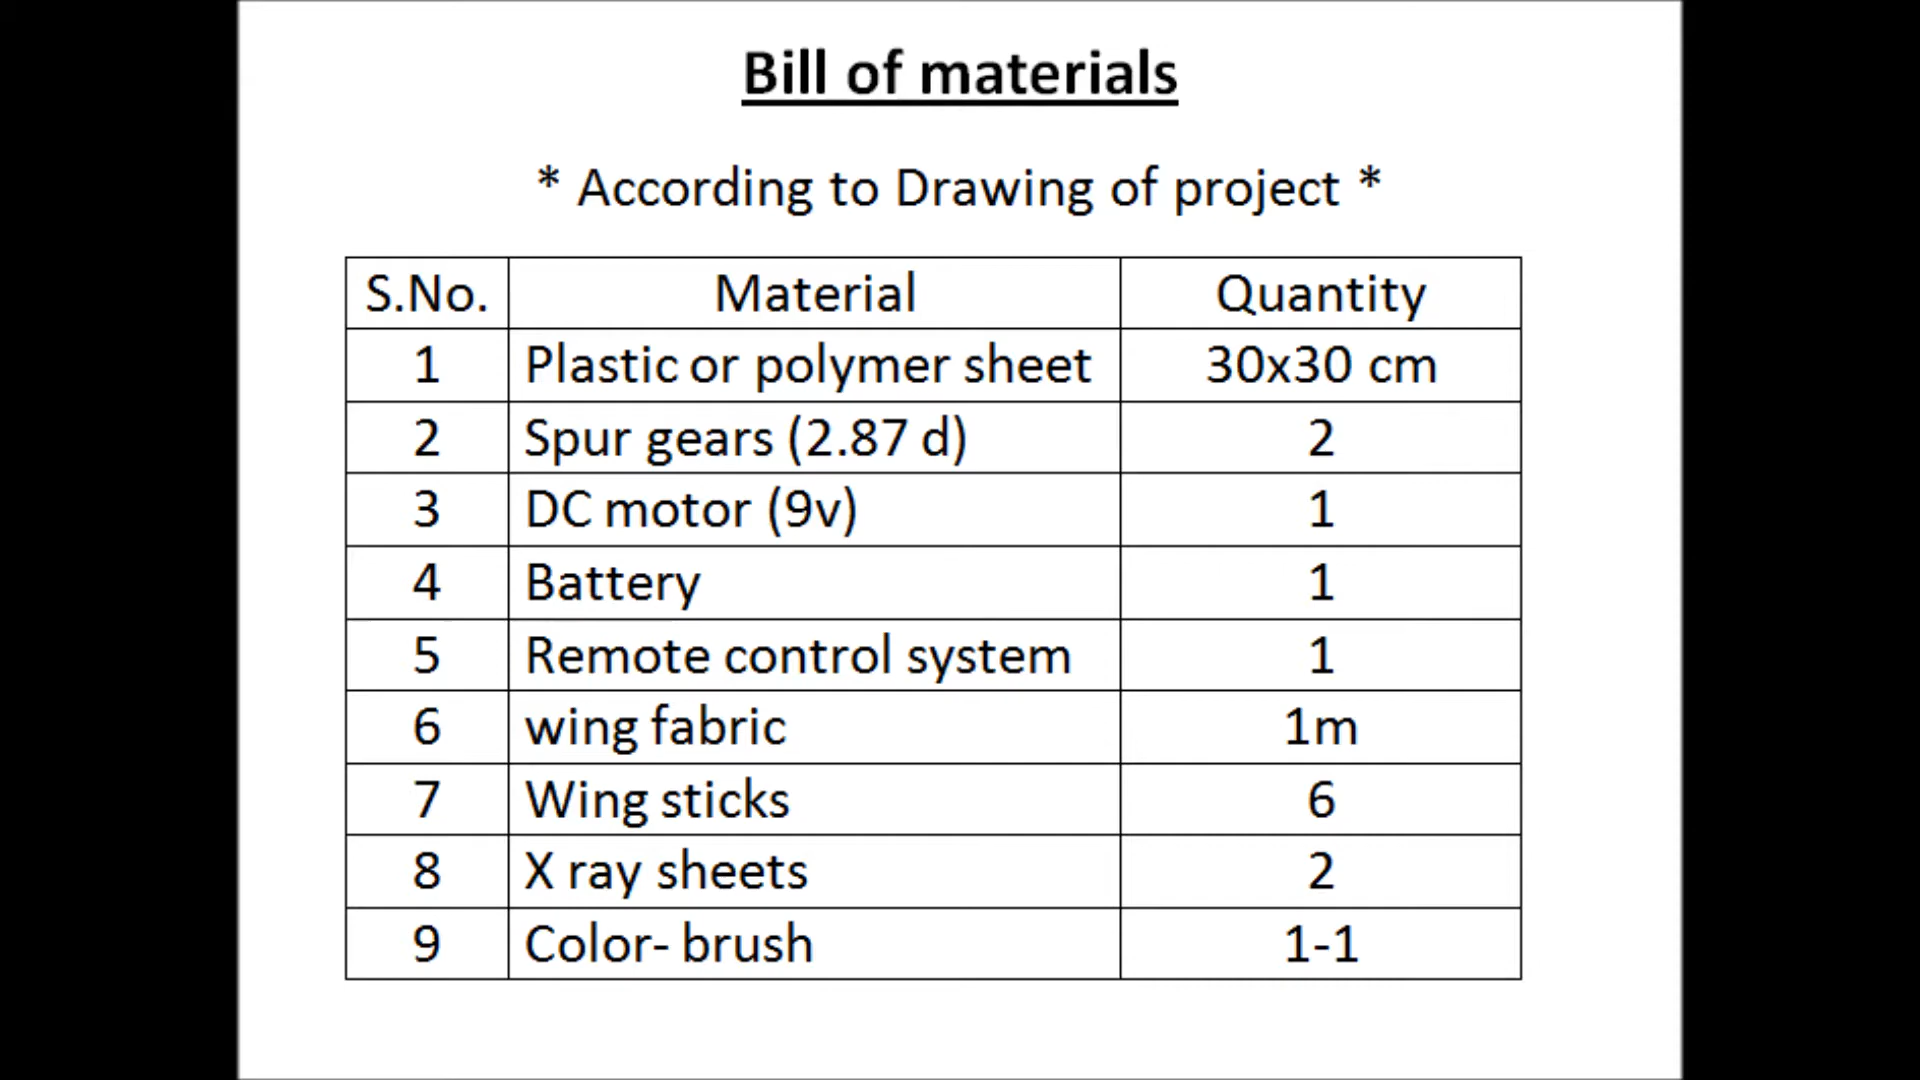 Bill of materials
* According to Drawing of project *
S.No. Material Quantity
1 Plastic or polymer sheet 30x30 cm
2 Spur gears (2.87 d) 2
3 DC motor (9v) 1
4 Battery 1
5 Remote control system 1
6 wing fabric 1m
7 Wing sticks 6
8 X ray sheets 2
9 Color- brush 1-1